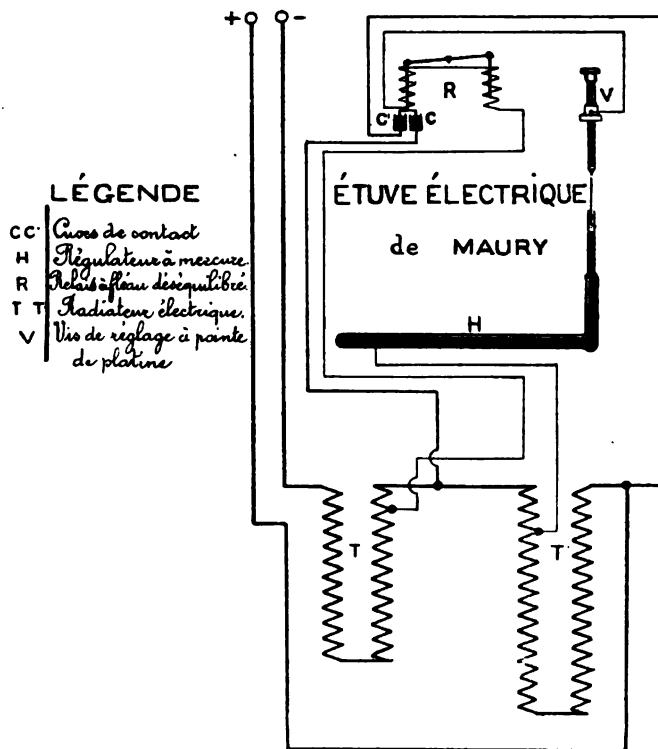 + -
R
V
C' C
ÉTUVE ÉLECTRIQUE
de MAURY
H
T
T
LÉGENDE
CC' Cuves de contact
H Régulateur à mercure.
R Relais à fléau déséquilibré.
T T Radiateur électrique.
V Vis de réglage à pointe
de platine